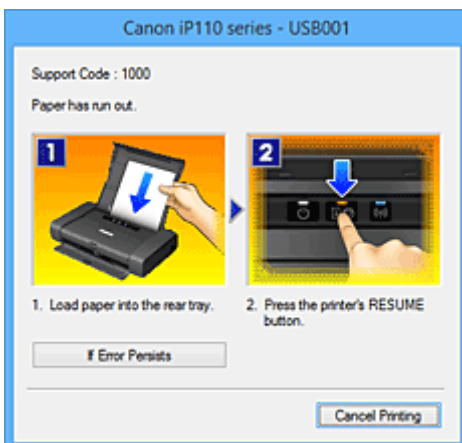 Canon iP110 series - USB001
Support Code : 1000
Paper has run out.
1
2
1. Load paper into the rear tray.
2. Press the printer's RESUME
button.
If Error Persists
Cancel Printing